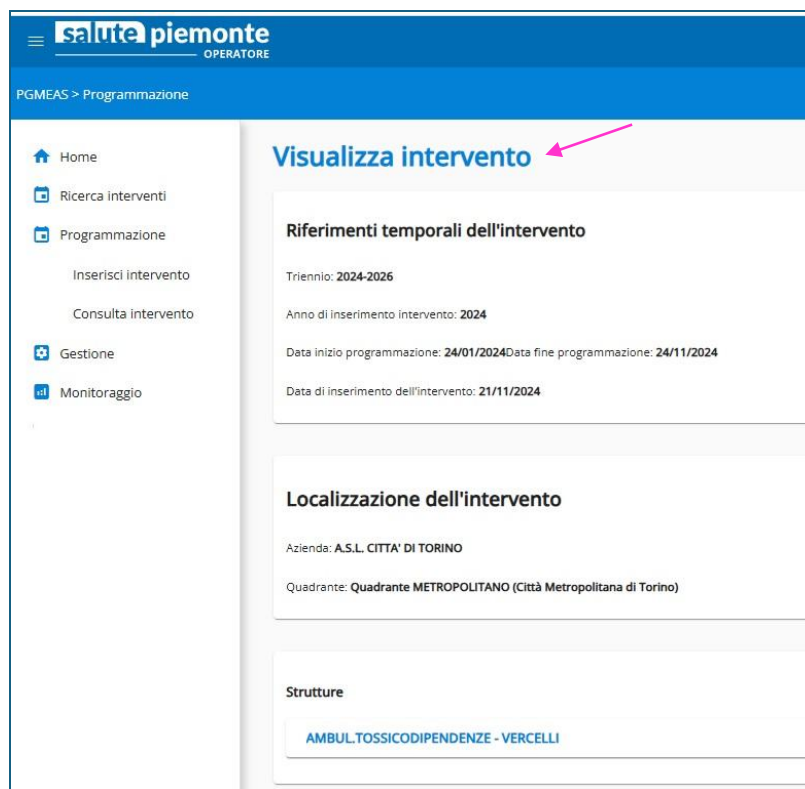 salute piemonte
OPERATORE
PGMEAS > Programmazione
Home
Ricerca interventi
Programmazione
Inserisci intervento
Consulta intervento
Gestione
Monitoraggio
Visualizza intervento
Riferimenti temporali dell'intervento
Triennio: 2024-2026
Anno di inserimento intervento: 2024
Data inizio programmazione: 24/01/2024Data fine programmazione: 24/11/2024
Data di inserimento dell'intervento: 21/11/2024
Localizzazione dell'intervento
Azienda: A.S.L. CITTA' DI TORINO
Quadrante: Quadrante METROPOLITANO (Città Metropolitana di Torino)
Strutture
AMBUL.TOSSICODIPENDENZE - VERCELLI